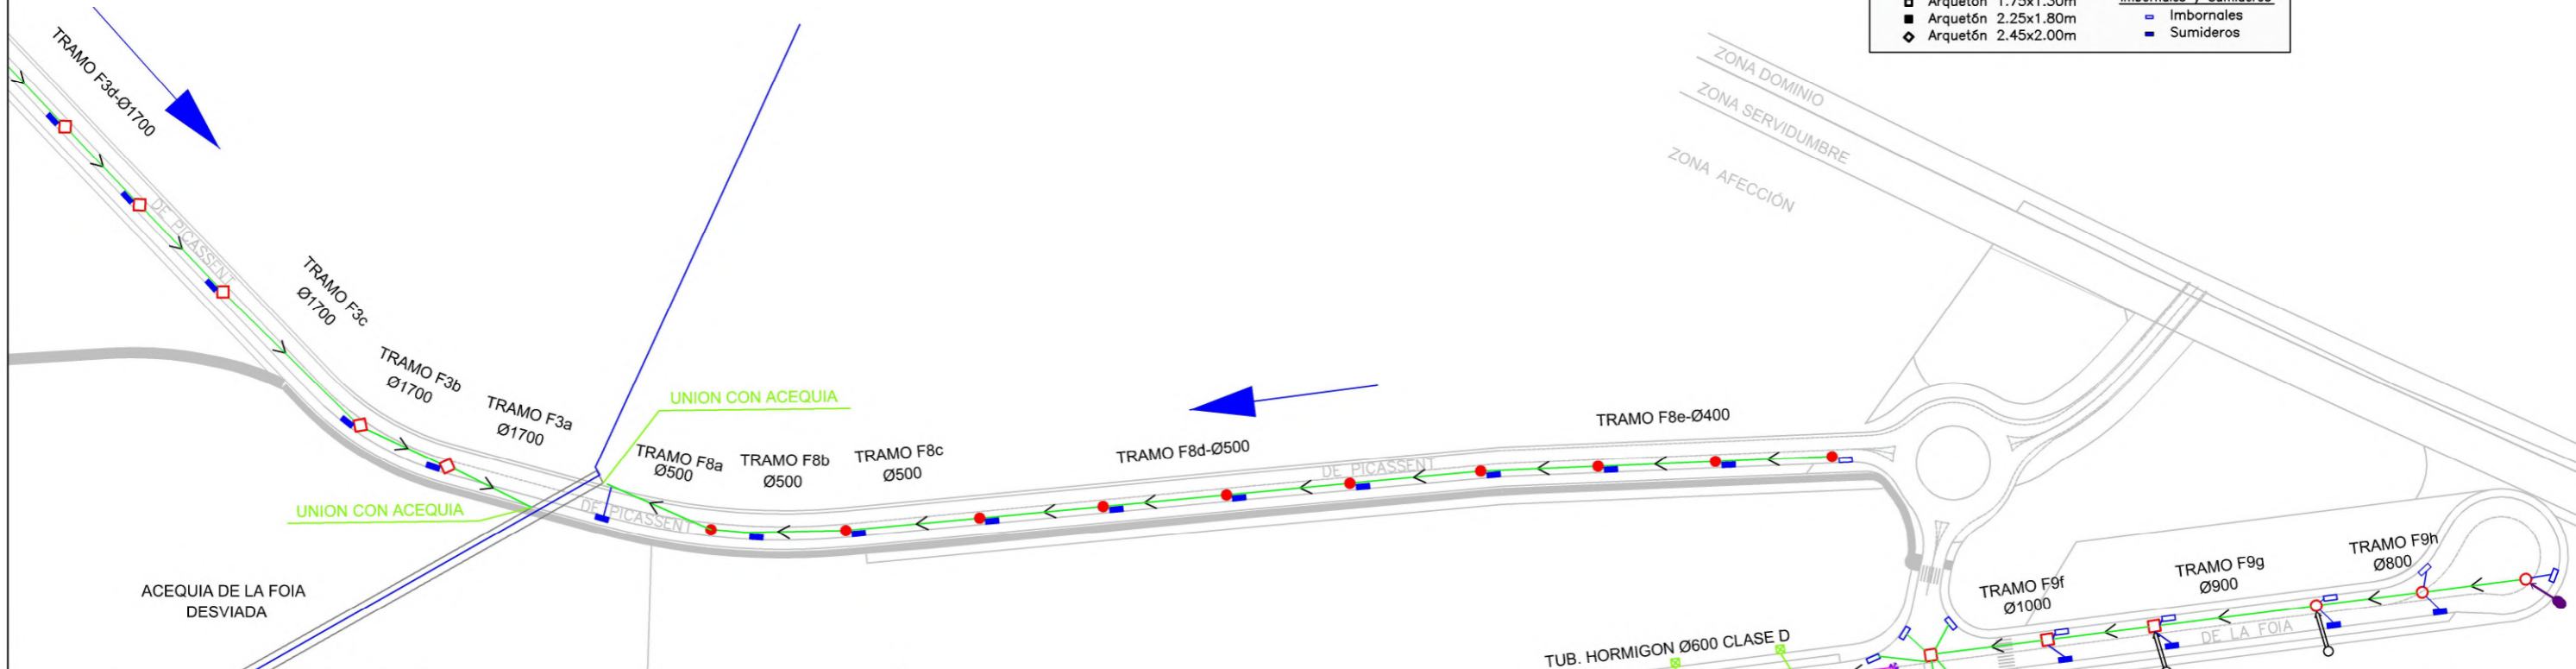 Arquetón 1.75x1.50m
Imbornales y Sumideros
Arquetón 2.25x1.80m
Imbornales
Arquetón 2.45x2.00m
Sumideros
TRAMO F3d-Ø1700
ZONA DOMINIO
ZONA SERVIDUMBRE
ZONA AFECCIÓN
DE PICASSENT
TRAMO F3c
Ø1700
TRAMO F3b
Ø1700
TRAMO F3a
Ø1700
UNION CON ACEQUIA
TRAMO F8a
Ø500
TRAMO F8b
Ø500
TRAMO F8c
Ø500
TRAMO F8d-Ø500
TRAMO F8e-Ø400
DE PICASSENT
UNION CON ACEQUIA
DE PICASSENT
ACEQUIA DE LA FOIA
DESVIADA
TRAMO F9f
Ø1000
TRAMO F9g
Ø900
TRAMO F9h
Ø800
DE LA FOIA
TUB. HORMIGON Ø600 CLASE D